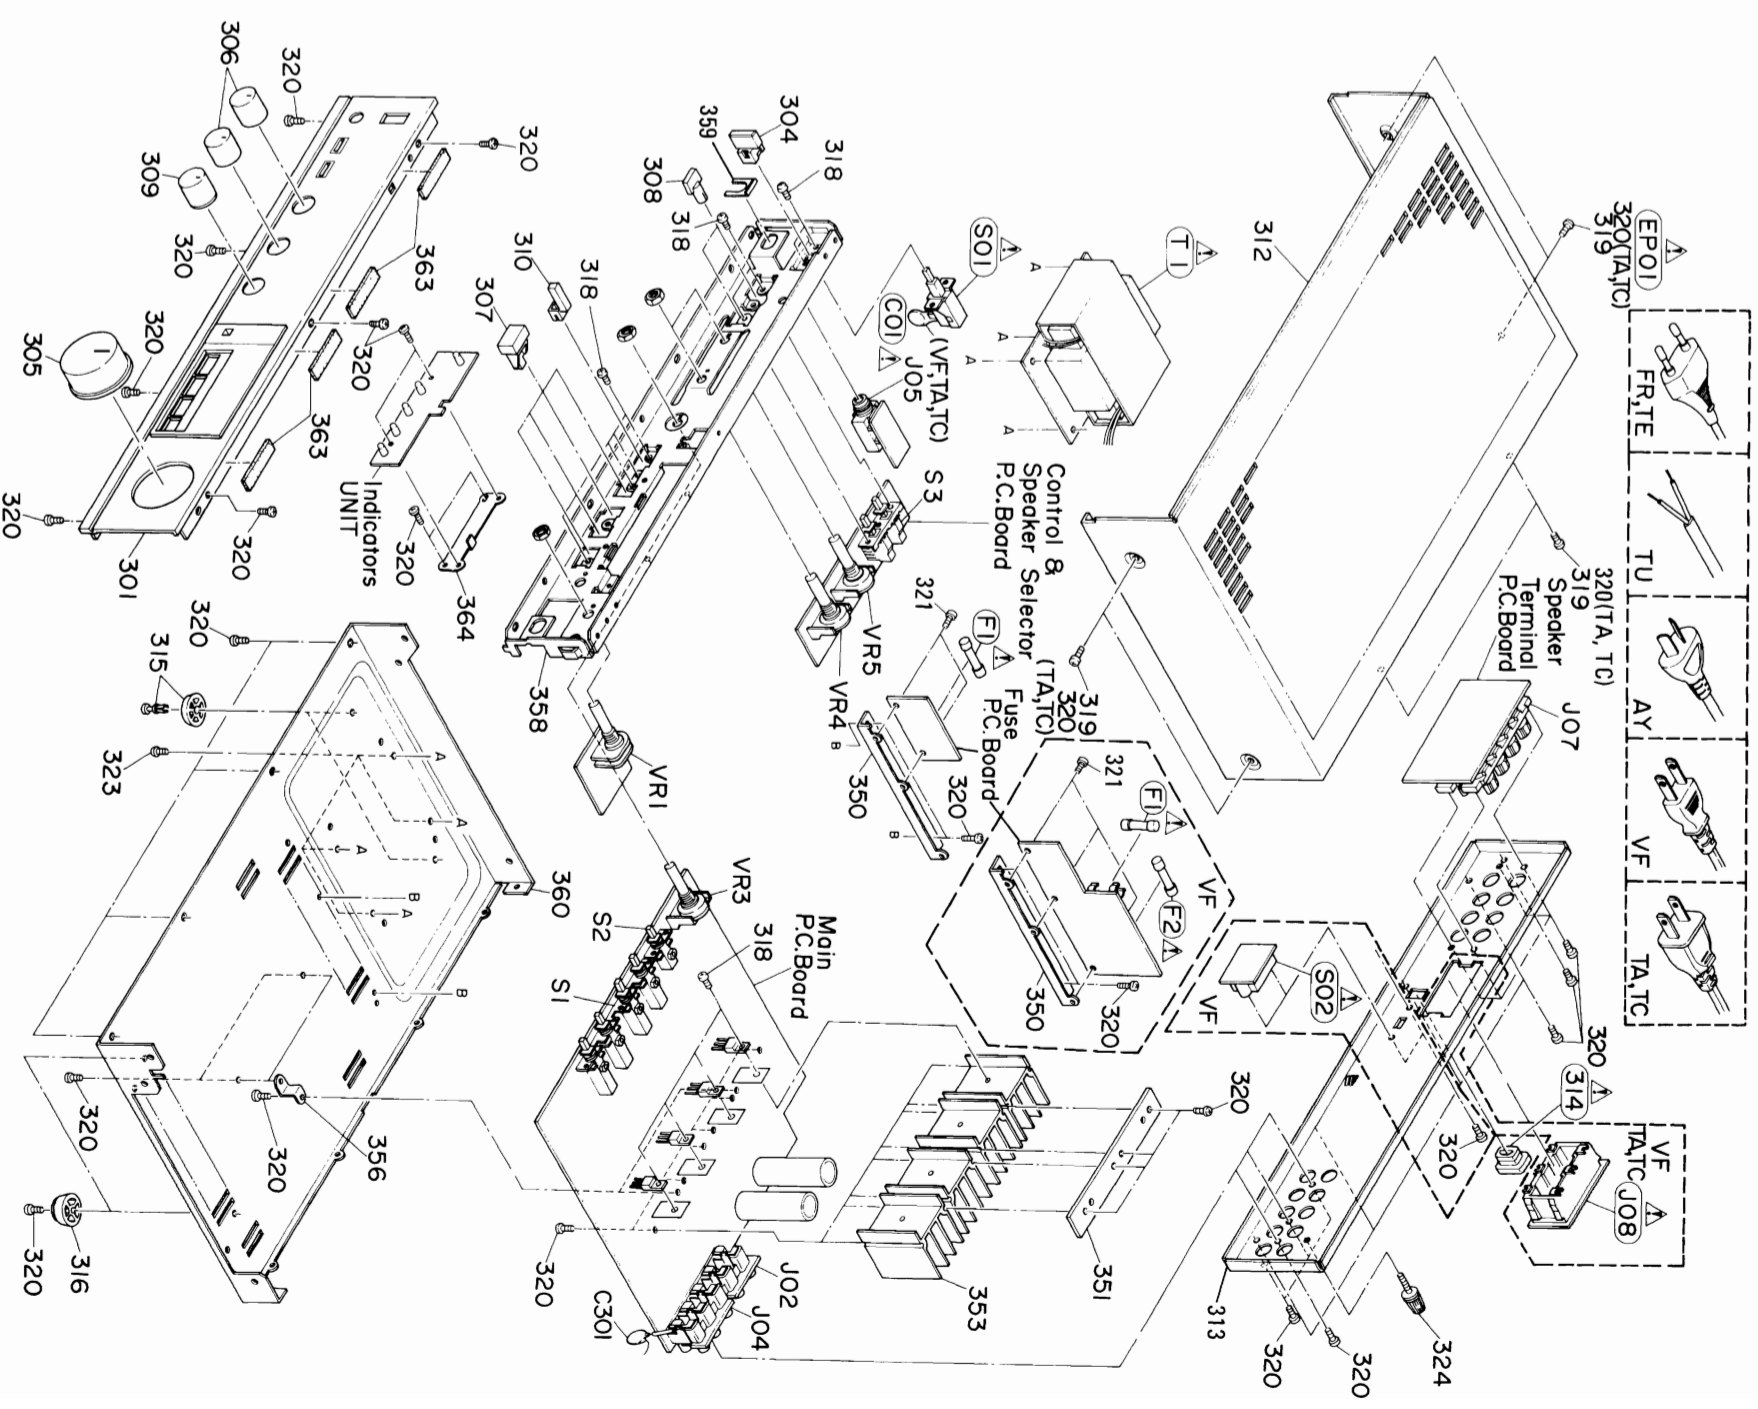 EP01
320(TA,TC)
319
FR,TE
TU
AY
VF
TA,TC
312
320(TA,TC)
319
Speaker
Terminal
P.C.Board
J07
319
320
(TA,TC)
T1
A
A
A
A
S01
C01
(VF,TA,TC)
J05
S3
Control &
Speaker Selector
P.C.Board
VR5
VR4
321
F1
Fuse
P.C.Board
350
B
B
320
VF
321
F1
F2
350
320
S02
VF
320
314
320
VF
TA,TC
J08
313
320
320
324
304
359
318
308
318
310
318
307
358
VR1
VR3
S2
S1
318
Main
P.C.Board
320
351
353
320
J02
J04
C301
306
320
320
309
320
363
363
320
320
305
320
301
320
Indicators
UNIT
320
364
320
315
323
A
A
A
A
B
B
360
356
320
320
316
320